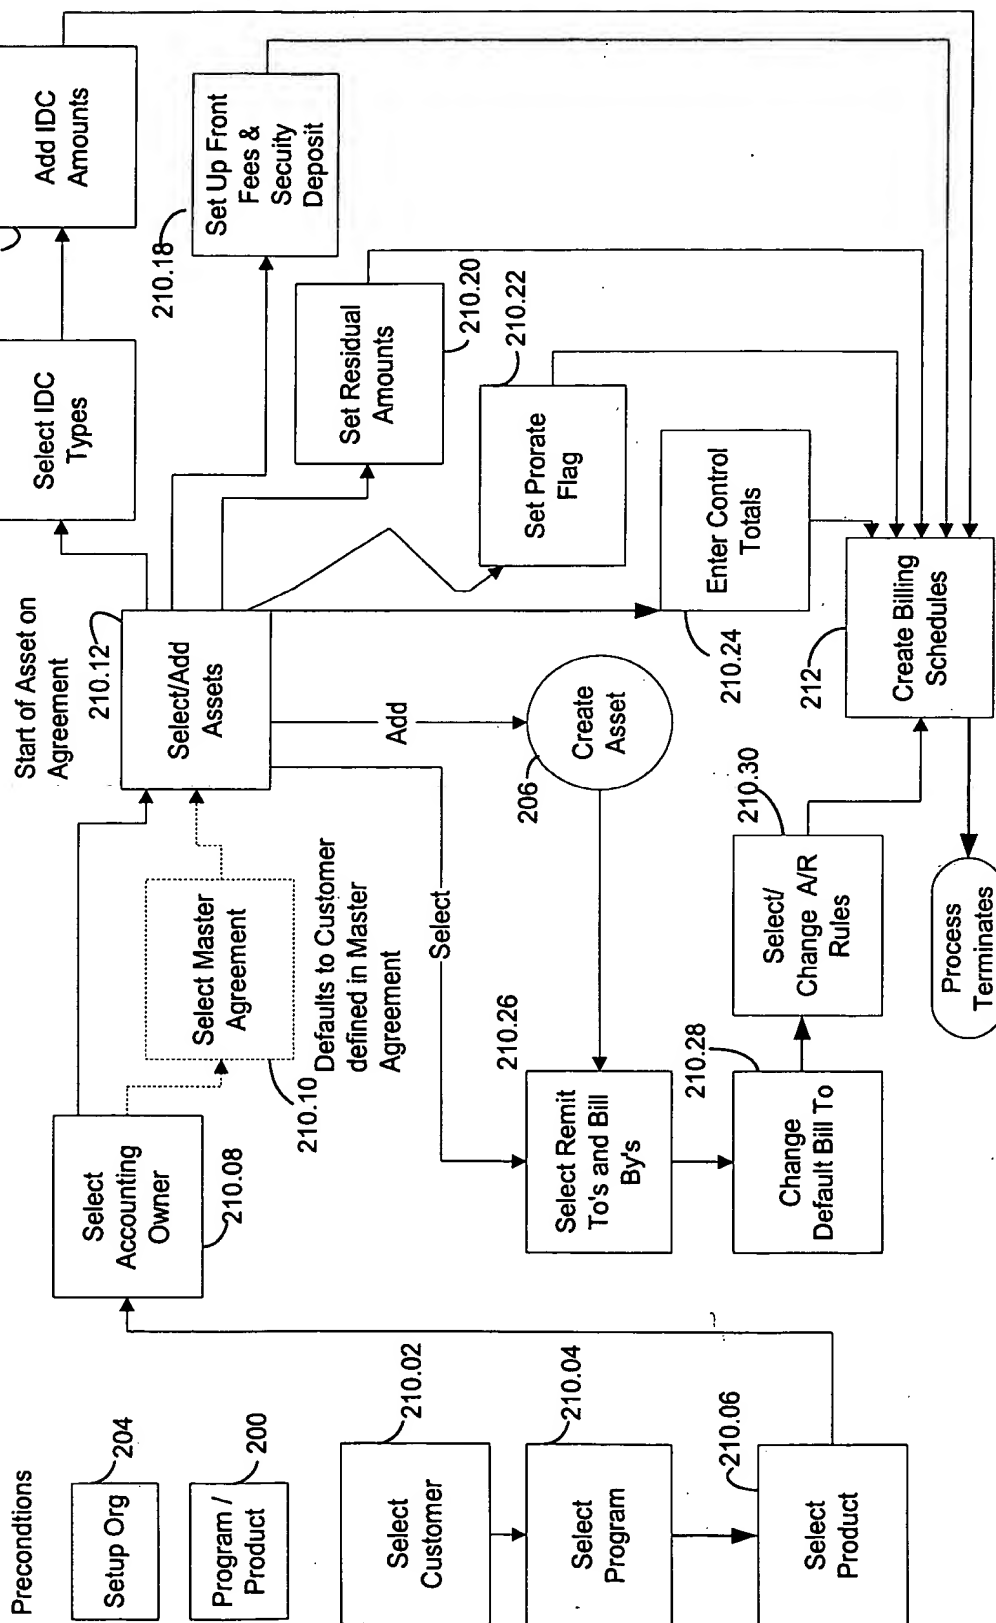 Precondtions
Setup Org
204
Program /
Product
200
Select
Customer
210.02
Select
Program
210.04
Select
Product
210.06
Select
Accounting
Owner
210.08
Select Master
Agreement
210.10
Defaults to Customer
defined in Master
Agreement
Start of Asset on
Agreement
210.12
Select/Add
Assets
Select
Add
Create
Asset
206
210.26
Select Remit
To's and Bill
By's
210.28
Change
Default Bill To
210.30
Select/
Change A/R
Rules
Select IDC
Types
Add IDC
Amounts
210.18
Set Up Front
Fees &
Secuity
Deposit
210.20
Set Residual
Amounts
210.22
Set Prorate
Flag
210.24
Enter Control
Totals
212
Create Billing
Schedules
Process
Terminates